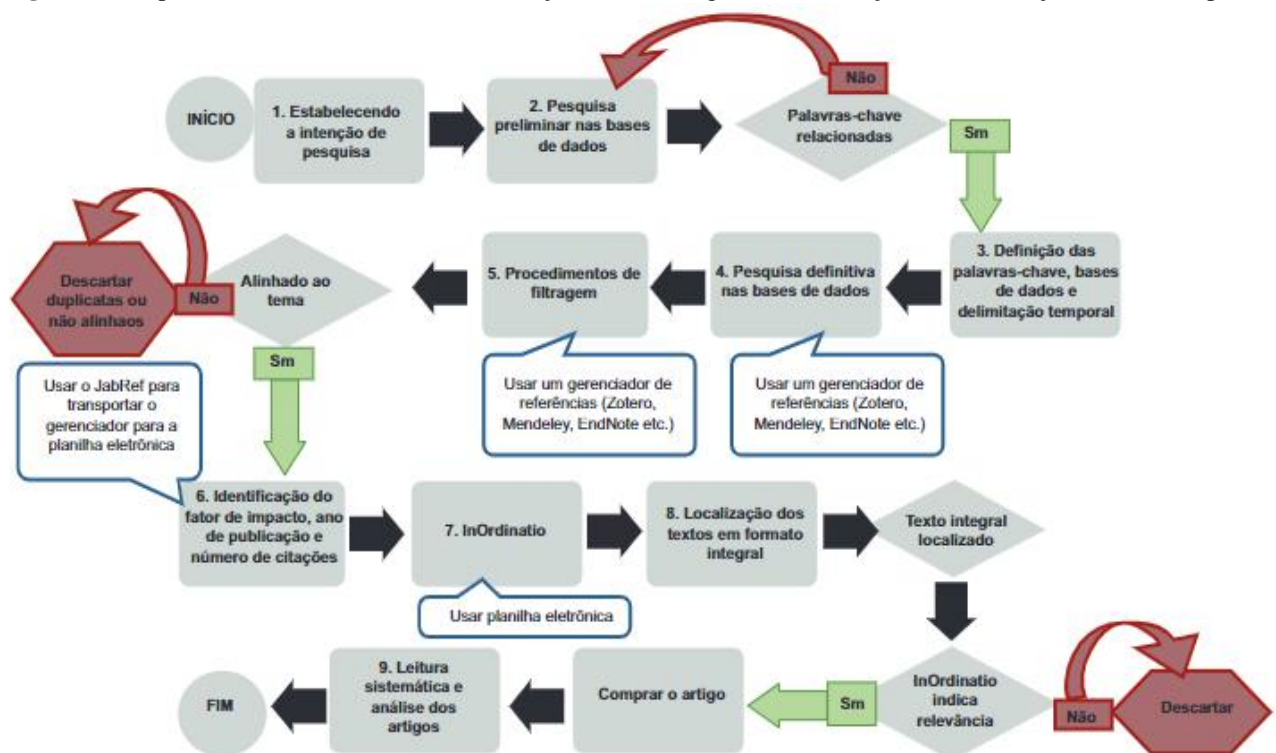 INÍCIO
1. Estabelecendo
a intenção de
pesquisa
2. Pesquisa
preliminar nas bases
de dados
Não
Palavras-chave
relacionadas
Sm
3. Definição das
palavras-chave, bases
de dados e
delimitação temporal
4. Pesquisa definitiva
nas bases de dados
5. Procedimentos de
filtragem
Alinhado ao
tema
Não
Descartar
duplicatas ou
não alinhaos
Sm
Usar o JabRef para
transportar o
gerenciador para a
planilha eletrônica
Usar um gerenciador de
referências (Zotero,
Mendeley, EndNote etc.)
Usar um gerenciador de
referências (Zotero,
Mendeley, EndNote etc.)
6. Identificação do
fator de impacto, ano
de publicação e
número de citações
7. InOrdinatio
Usar planilha eletrônica
8. Localização dos
textos em formato
integral
Texto integral
localizado
InOrdinatio
indica
relevância
Não
Descartar
Sm
Comprar o artigo
9. Leitura
sistemática e
análise dos
artigos
FIM